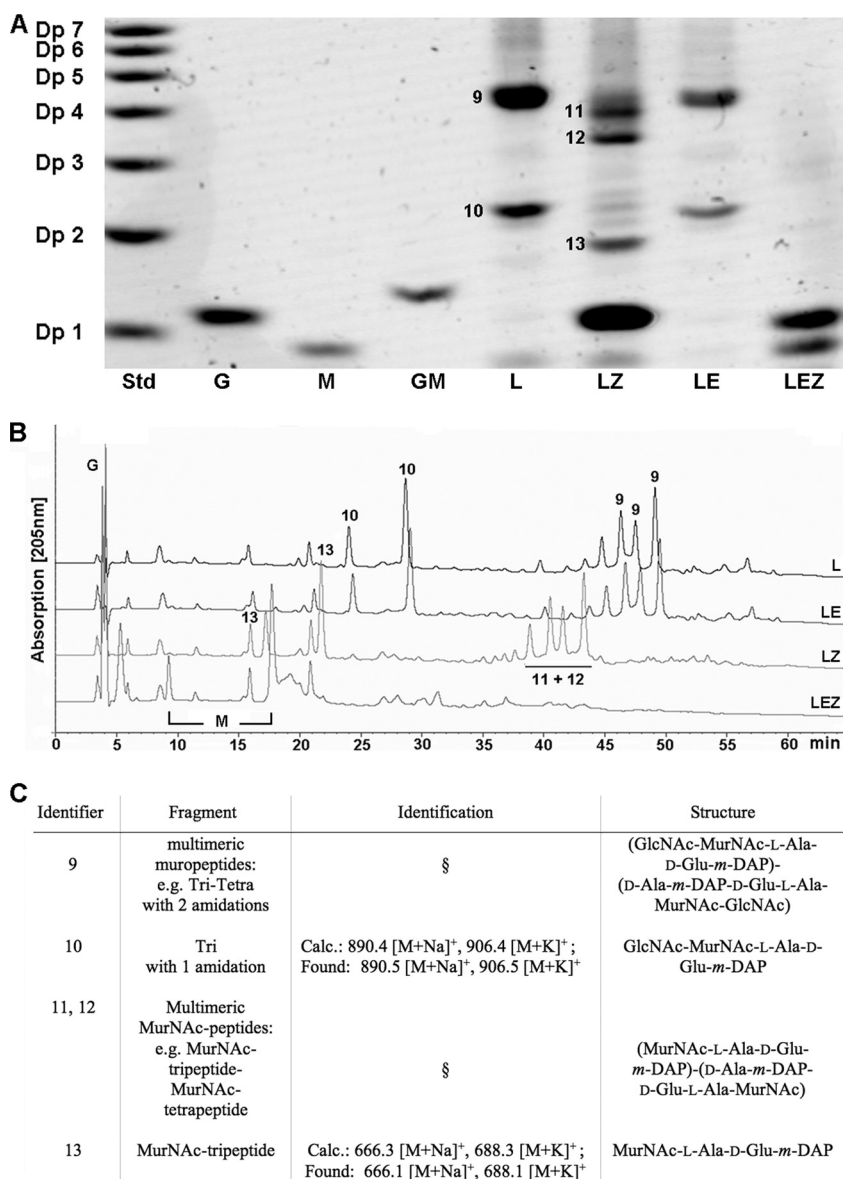 A
Dp 7
Dp 6
Dp 5
Dp 4
Dp 3
Dp 2
Dp 1
9
10
11
12
13
Std G M GM L LZ LE LEZ
B
Absorption [205nm]
G
10
10
9
9
9
L
13
LE
13
LZ
11 + 12
LEZ
M
0 5 10 15 20 25 30 35 40 45 50 55 60 min
C
Identifier Fragment Identification Structure
9
multimeric
muropeptides:
e.g. Tri-Tetra
with 2 amidations
§
(GlcNAc-MurNAc-L-Ala-
D-Glu-m-DAP)-
(D-Ala-m-DAP-D-Glu-L-Ala-
MurNAc-GlcNAc)
10
Tri
with 1 amidation
Calc.: 890.4 [M+Na]⁺, 906.4 [M+K]⁺ ;
Found: 890.5 [M+Na]⁺, 906.5 [M+K]⁺
GlcNAc-MurNAc-L-Ala-D-
Glu-m-DAP
11, 12
Multimeric
MurNAc-peptides:
e.g. MurNAc-
tripeptide-
MurNAc-
tetrapeptide
§
(MurNAc-L-Ala-D-Glu-
m-DAP)-(D-Ala-m-DAP-
D-Glu-L-Ala-MurNAc)
13
MurNAc-tripeptide
Calc.: 666.3 [M+Na]⁺, 688.3 [M+K]⁺ ;
Found: 666.1 [M+Na]⁺, 688.1 [M+K]⁺
MurNAc-L-Ala-D-Glu-m-DAP